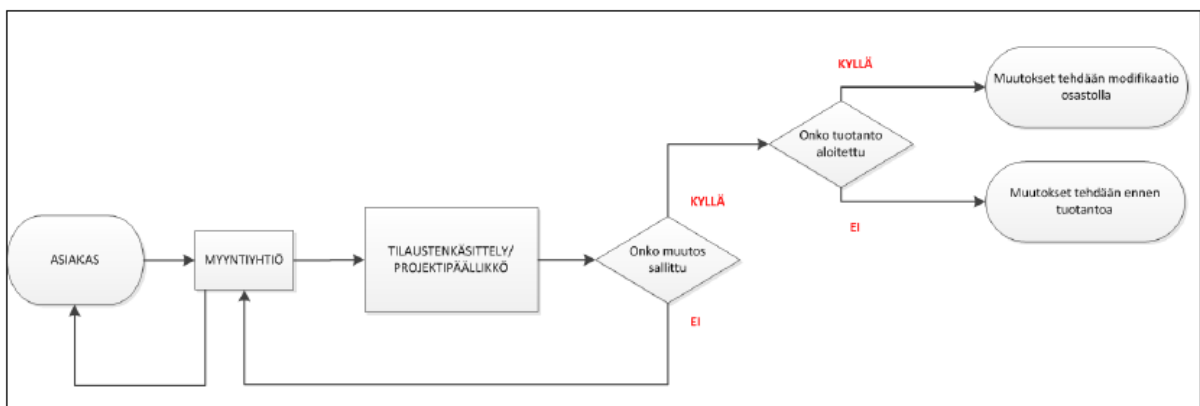 KYLLÄ
Muutokset tehdään modifikaatio
osastolla
Onko tuotanto
aloitettu
Muutokset tehdään ennen
tuotantoa
KYLLÄ
EI
ASIAKAS
MYYNTIYHTIÖ
TILAUSTENKÄSITTELY/
PROJEKTIPÄÄLLIKKÖ
Onko muutos
sallittu
EI